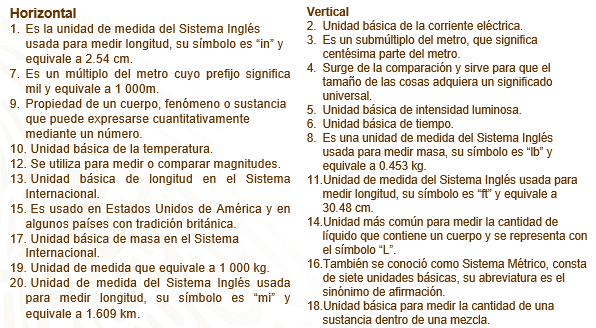 Horizontal
1. Es la unidad de medida del Sistema Inglés
usada para medir longitud, su símbolo es “in” y
equivale a 2.54 cm.
7. Es un múltiplo del metro cuyo prefijo significa
mil y equivale a 1 000m.
9. Propiedad de un cuerpo, fenómeno o sustancia
que puede expresarse cuantitativamente
mediante un número.
10. Unidad básica de la temperatura.
12. Se utiliza para medir o comparar magnitudes.
13. Unidad básica de longitud en el Sistema
Internacional.
15. Es usado en Estados Unidos de América y en
algunos países con tradición británica.
17. Unidad básica de masa en el Sistema
Internacional.
19. Unidad de medida que equivale a 1 000 kg.
20. Unidad de medida del Sistema Inglés usada
para medir longitud, su símbolo es “mi” y
equivale a 1.609 km.
Vertical
2. Unidad básica de la corriente eléctrica.
3. Es un submúltiplo del metro, que significa
centésima parte del metro.
4. Surge de la comparación y sirve para que el
tamaño de las cosas adquiera un significado
universal.
5. Unidad básica de intensidad luminosa.
6. Unidad básica de tiempo.
8. Es una unidad de medida del Sistema Inglés
usada para medir masa, su símbolo es “lb” y
equivale a 0.453 kg.
11.Unidad de medida del Sistema Inglés usada para
medir longitud, su símbolo es “ft” y equivale a
30.48 cm.
14.Unidad más común para medir la cantidad de
líquido que contiene un cuerpo y se representa con
el símbolo “L”.
16.También se conoció como Sistema Métrico, consta
de siete unidades básicas, su abreviatura es el
sinónimo de afirmación.
18.Unidad básica para medir la cantidad de una
sustancia dentro de una mezcla.